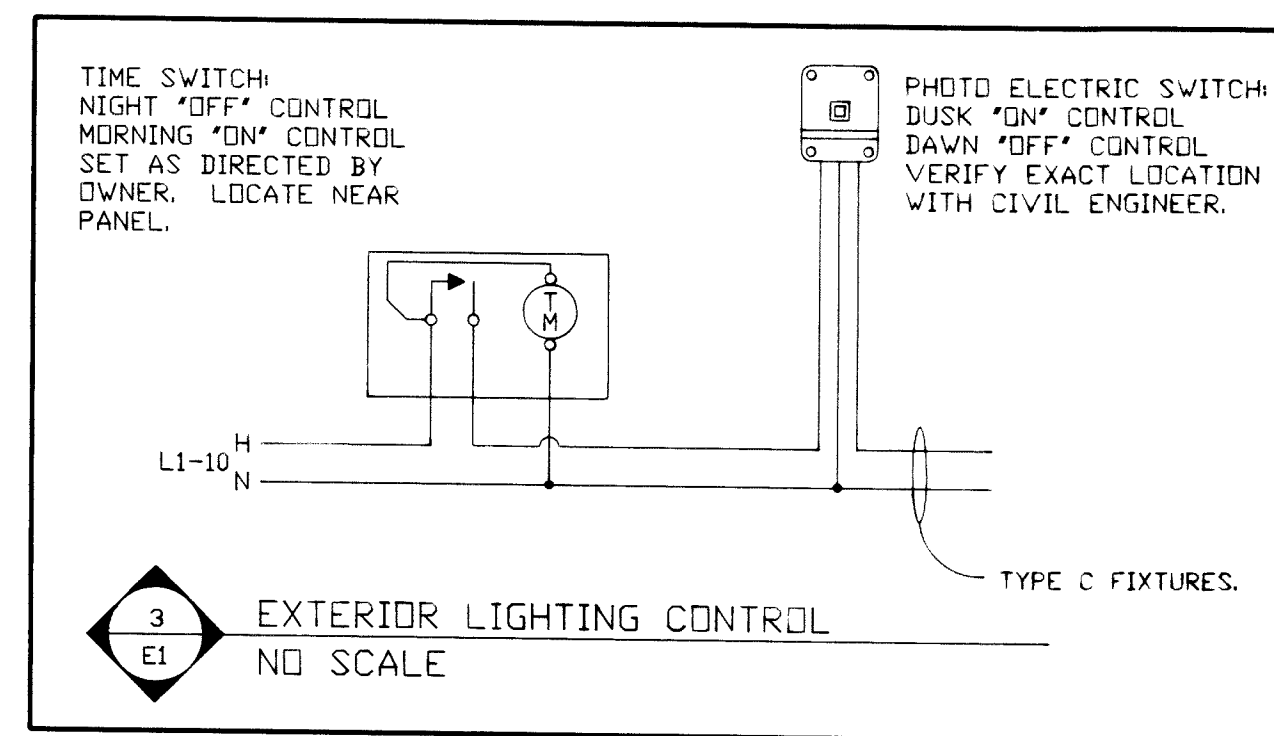 TIME SWITCH:
NIGHT "OFF" CONTROL
MORNING "ON" CONTROL
SET AS DIRECTED BY
OWNER. LOCATE NEAR
PANEL.
PHOTO ELECTRIC SWITCH:
DUSK "ON" CONTROL
DAWN "OFF" CONTROL
VERIFY EXACT LOCATION
WITH CIVIL ENGINEER.
T
M
L1-10
H
N
TYPE C FIXTURES.
3
E1
EXTERIOR LIGHTING CONTROL
NO SCALE